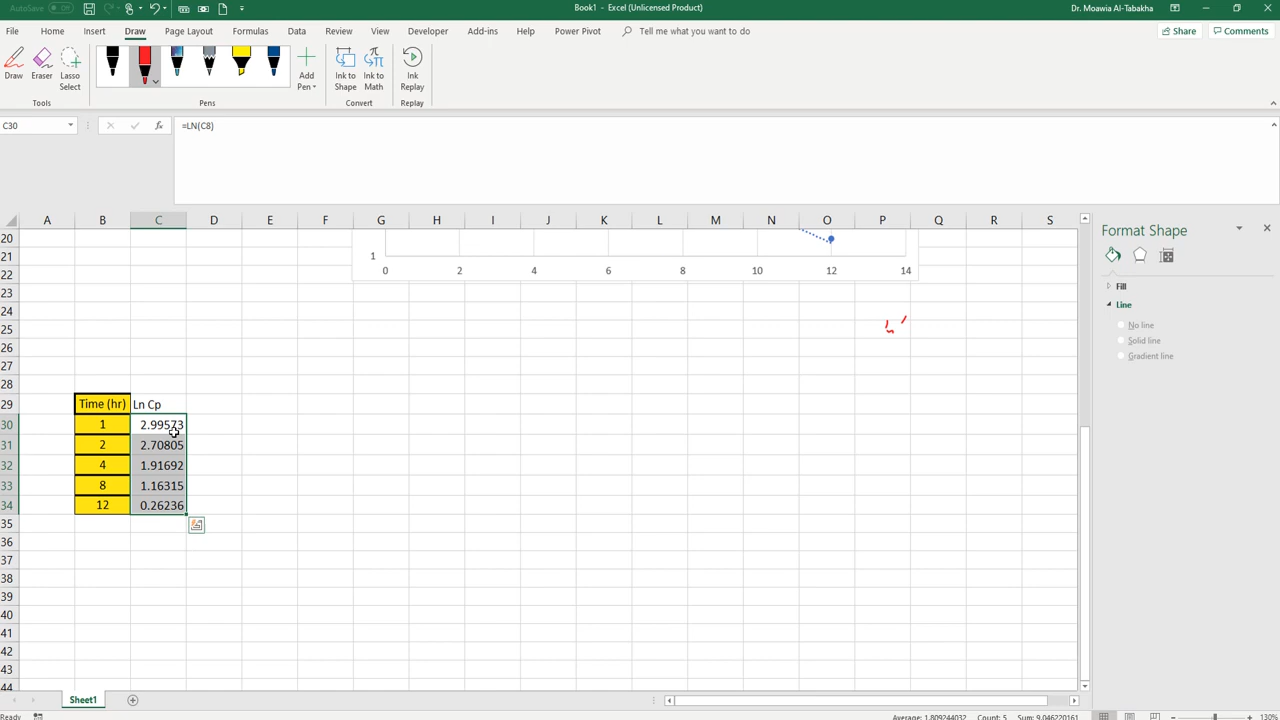 AutoSave Off
Book1 - Excel (Unlicensed Product)
Dr. Moawia Al-Tabakha
File Home Insert Draw Page Layout Formulas Data Review View Developer Add-ins Help Power Pivot Tell me what you want to do
Share Comments
Draw Eraser Lasso Select
Add Pen
Ink to Shape Ink to Math
Ink Replay
Tools Pens Convert Replay
C30 fx =LN(C8)
A B C D E F G H I J K L M N O P Q R S
Format Shape
Fill
Line
No line
Solid line
Gradient line
20
21 1
22 0 2 4 6 8 10 12 14
23
24
25
26
27
28
29 Time (hr) Ln Cp
30 1 2.99573
31 2 2.70805
32 4 1.91692
33 8 1.16315
34 12 0.26236
35
36
37
38
39
40
41
42
43
44
Sheet1
Ready Average: 1.809244032 Count: 5 Sum: 9.046220161 130%